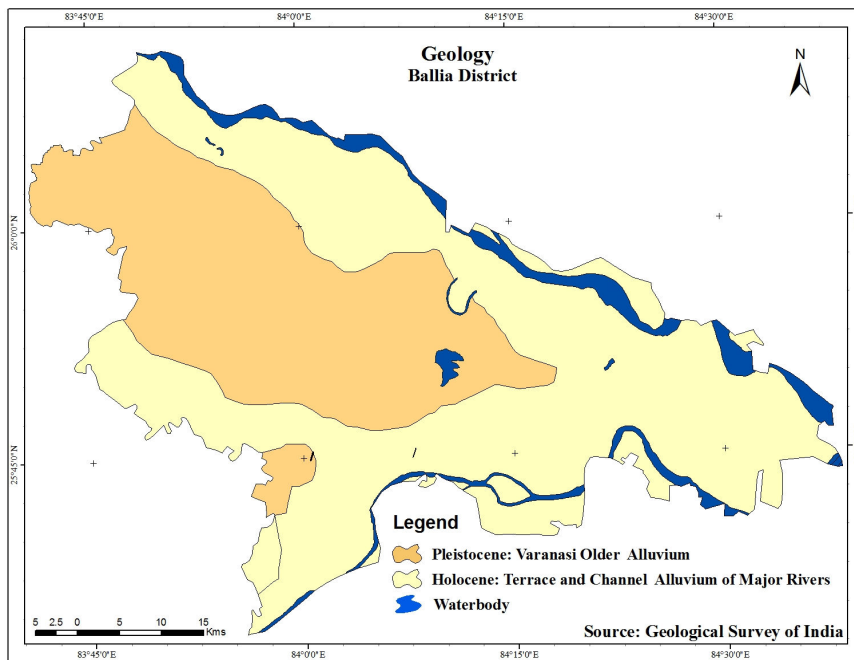 83°45'0"E 84°0'0"E 84°15'0"E 84°30'0"E
Geology
Ballia District
N
26°0'0"N
25°45'0"N
Legend
Pleistocene: Varanasi Older Alluvium
Holocene: Terrace and Channel Alluvium of Major Rivers
Waterbody
5 2.5 0 5 10 15
Kms
Source: Geological Survey of India
83°45'0"E 84°0'0"E 84°15'0"E 84°30'0"E